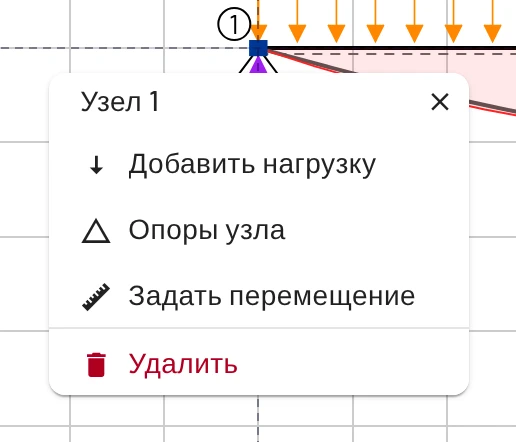 1
Узел 1
Добавить нагрузку
Опоры узла
Задать перемещение
Удалить